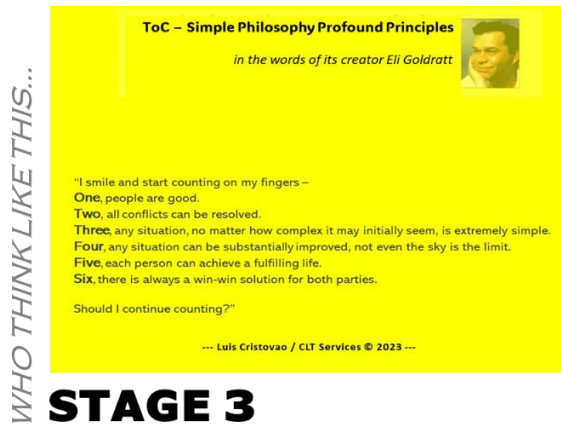 WHO THINK LIKE THIS...
ToC – Simple Philosophy Profound Principles
in the words of its creator Eli Goldratt
“I smile and start counting on my fingers –
One, people are good.
Two, all conflicts can be resolved.
Three, any situation, no matter how complex it may initially seem, is extremely simple.
Four, any situation can be substantially improved, not even the sky is the limit.
Five, each person can achieve a fulfilling life.
Six, there is always a win-win solution for both parties.
Should I continue counting?”
--- Luis Cristovao / CLT Services © 2023 ---
STAGE 3